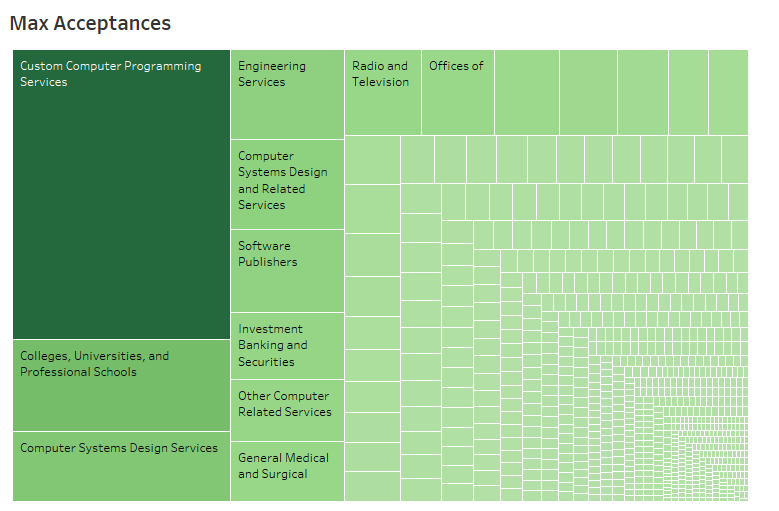 Max Acceptances
Custom Computer Programming
Services
Colleges, Universities, and
Professional Schools
Computer Systems Design Services
Engineering
Services
Computer
Systems Design
and Related
Services
Software
Publishers
Investment
Banking and
Securities
Other Computer
Related Services
General Medical
and Surgical
Radio and
Television
Offices of